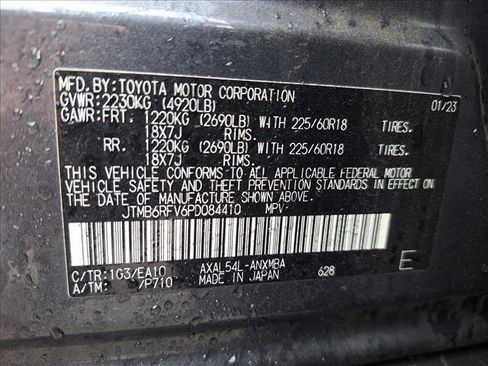 MFD.BY:TOYOTA MOTOR CORPORATION 01/23
GVWR:2230KG (4920LB)
GAWR:FRT. 1220KG (2690LB) WITH 225/60R18 TIRES.
18X7J RIMS.
RR. 1220KG (2690LB) WITH 225/60R18 TIRES.
18X7J RIMS.
THIS VEHICLE CONFORMS TO ALL APPLICABLE FEDERAL MOTOR
VEHICLE SAFETY AND THEFT PREVENTION STANDARDS IN EFFECT ON
THE DATE OF MANUFACTURE SHOWN ABOVE.
JTMB6RFV6PD084410 MPV
C/TR:1G3/EA10 AXAL54L-ANXMBA 628 E
A/TM: /P710 MADE IN JAPAN